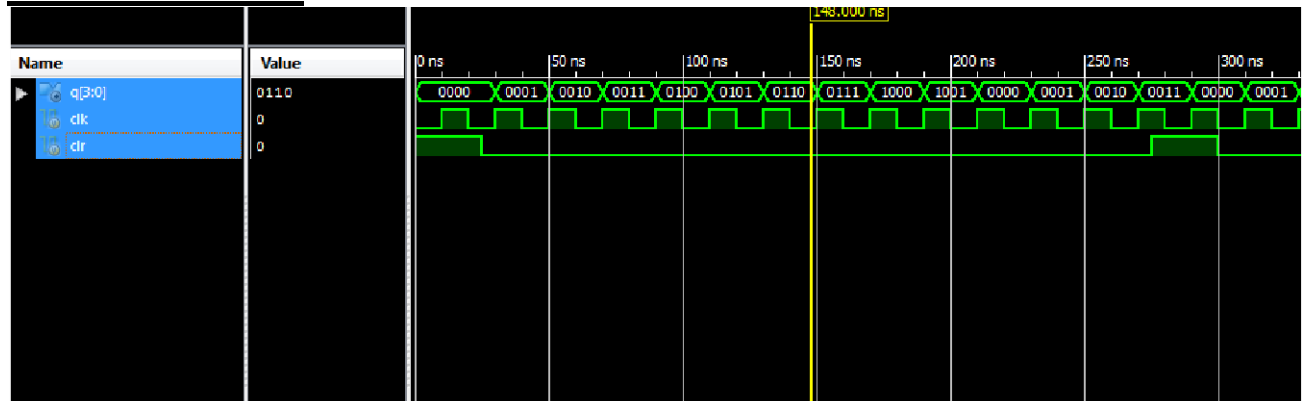 148.000 ns
Name Value 0 ns 50 ns 100 ns 150 ns 200 ns 250 ns 300 ns
q[3:0] 0110 0000 0001 0010 0011 0100 0101 0110 0111 1000 1001 0000 0001 0010 0011 0000 0001
clk 0
clr 0